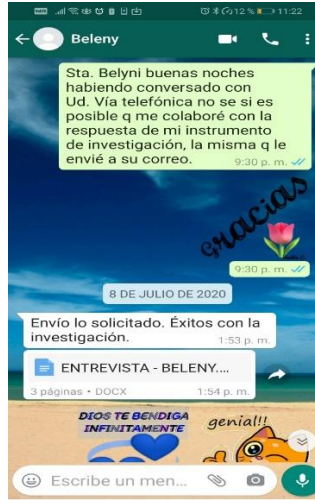 12 % 11:22
Beleny
Sta. Belyni buenas noches
habiendo conversado con
Ud. Vía telefónica no se si es
posible q me colaboré con la
respuesta de mi instrumento
de investigación, la misma q le
envié a su correo.
9:30 p. m.
gracias
9:30 p. m.
8 DE JULIO DE 2020
Envío lo solicitado. Éxitos con la
investigación.
1:53 p. m.
ENTREVISTA - BELENY....
3 páginas • DOCX
1:54 p. m.
DIOS TE BENDIGA
INFINITAMENTE
genial!!
Escribe un men...